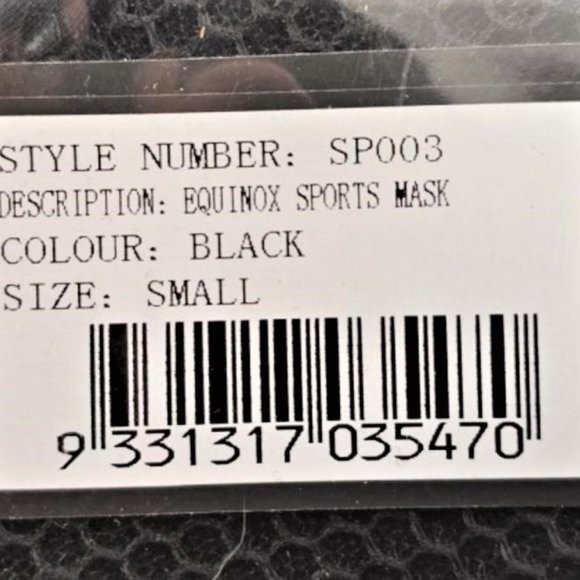 STYLE NUMBER: SP003
DESCRIPTION: EQUINOX SPORTS MASK
COLOUR: BLACK
SIZE: SMALL
9 331317 035470